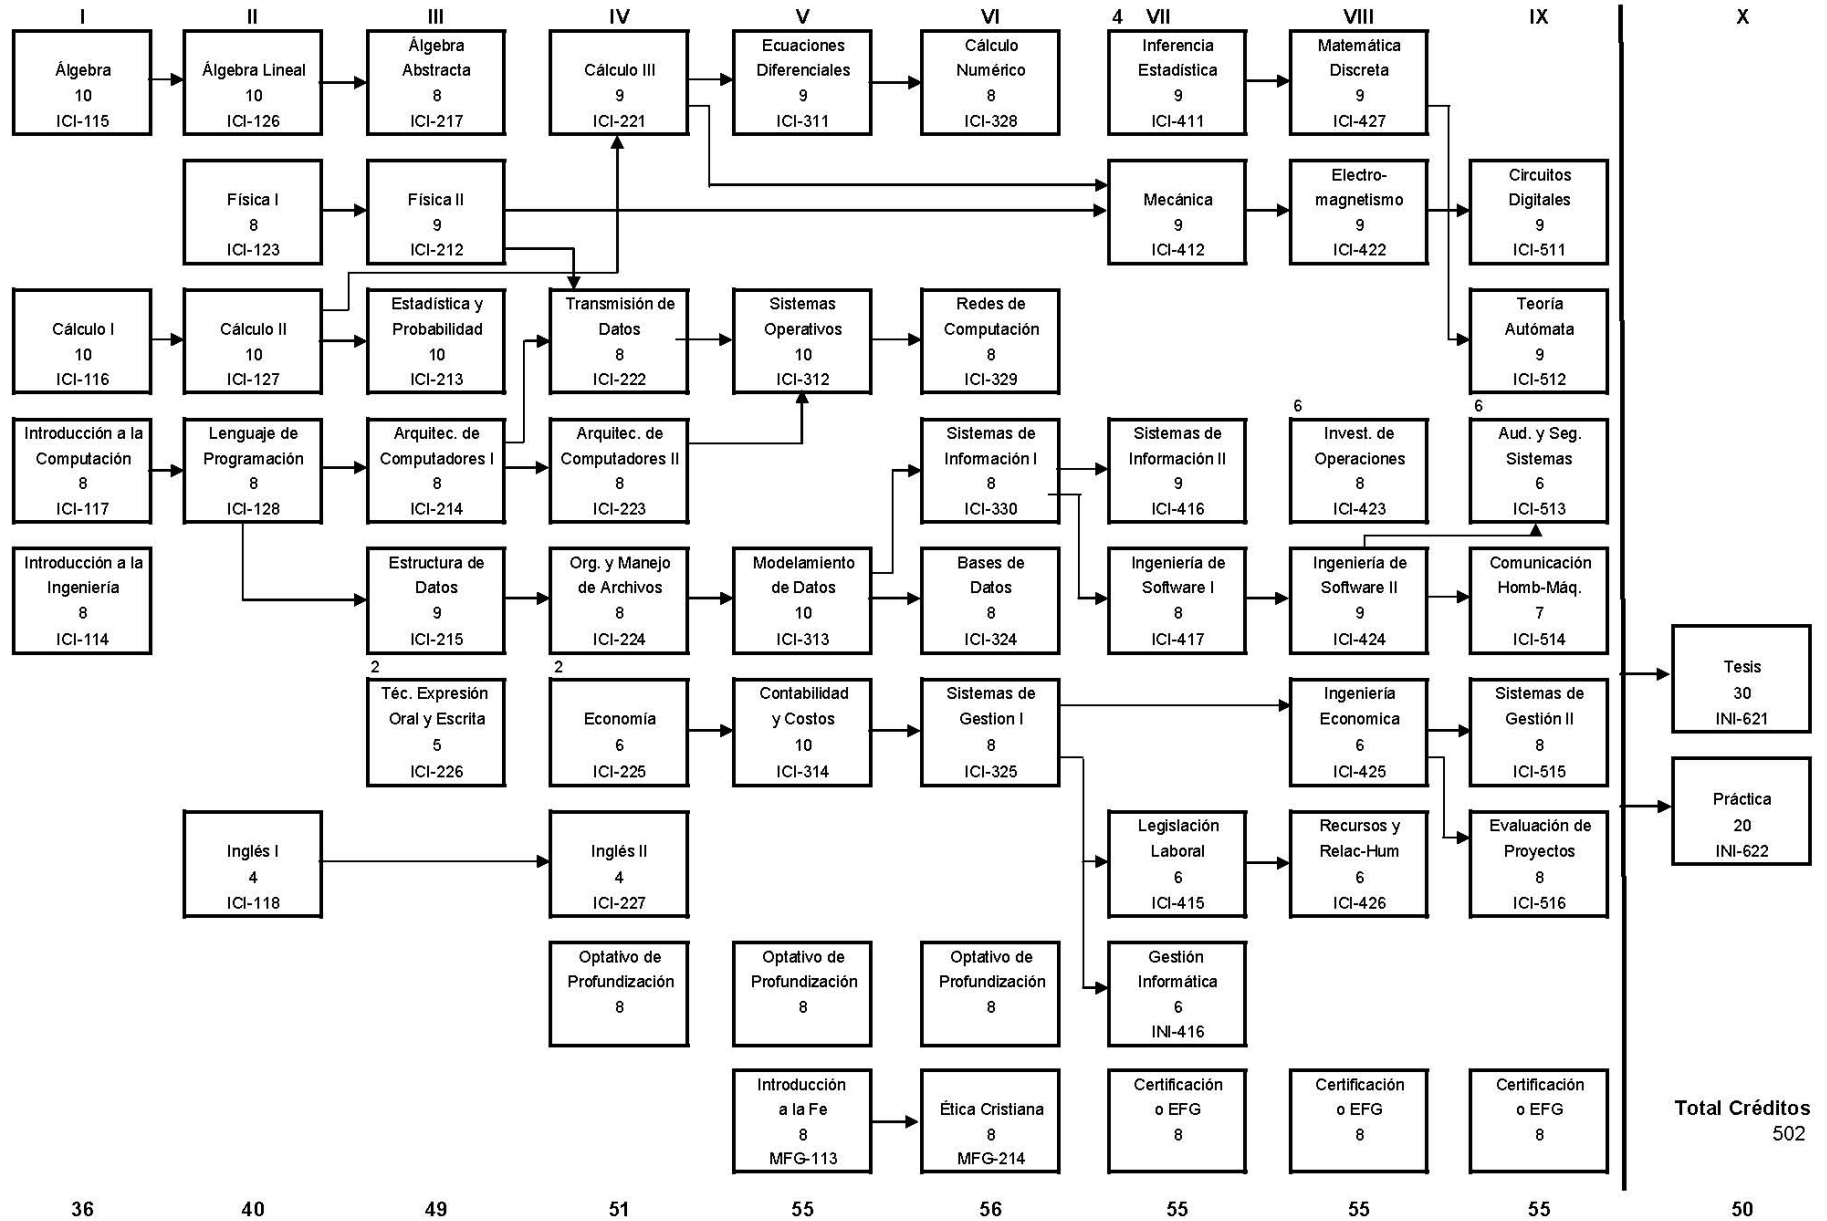 I II III IV V VI 4 VII VIII IX X
Álgebra
10
ICI-115
Álgebra Lineal
10
ICI-126
Álgebra
Abstracta
8
ICI-217
Cálculo III
9
ICI-221
Ecuaciones
Diferenciales
9
ICI-311
Cálculo
Numérico
8
ICI-328
Inferencia
Estadística
9
ICI-411
Matemática
Discreta
9
ICI-427
Física I
8
ICI-123
Física II
9
ICI-212
Mecánica
9
ICI-412
Electro-
magnetismo
9
ICI-422
Circuitos
Digitales
9
ICI-511
Cálculo I
10
ICI-116
Cálculo II
10
ICI-127
Estadística y
Probabilidad
10
ICI-213
Transmisión de
Datos
8
ICI-222
Sistemas
Operativos
10
ICI-312
Redes de
Computación
8
ICI-329
Teoría
Autómata
9
ICI-512
Introducción a la
Computación
8
ICI-117
Lenguaje de
Programación
8
ICI-128
Arquitec. de
Computadores I
8
ICI-214
Arquitec. de
Computadores II
8
ICI-223
Sistemas de
Información I
8
ICI-330
Sistemas de
Información II
9
ICI-416
6
Invest. de
Operaciones
8
ICI-423
6
Aud. y Seg.
Sistemas
6
ICI-513
Introducción a la
Ingeniería
8
ICI-114
Estructura de
Datos
9
ICI-215
Org. y Manejo
de Archivos
8
ICI-224
Modelamiento
de Datos
10
ICI-313
Bases de
Datos
8
ICI-324
Ingeniería de
Software I
8
ICI-417
Ingeniería de
Software II
9
ICI-424
Comunicación
Homb-Máq.
7
ICI-514
2
Téc. Expresión
Oral y Escrita
5
ICI-226
2
Economía
6
ICI-225
Contabilidad
y Costos
10
ICI-314
Sistemas de
Gestion I
8
ICI-325
Ingeniería
Economica
6
ICI-425
Sistemas de
Gestión II
8
ICI-515
Tesis
30
INI-621
Inglés I
4
ICI-118
Inglés II
4
ICI-227
Legislación
Laboral
6
ICI-415
Recursos y
Relac-Hum
6
ICI-426
Evaluación de
Proyectos
8
ICI-516
Práctica
20
INI-622
Optativo de
Profundización
8
Optativo de
Profundización
8
Optativo de
Profundización
8
Gestión
Informática
6
INI-416
Introducción
a la Fe
8
MFG-113
Ética Cristiana
8
MFG-214
Certificación
o EFG
8
Certificación
o EFG
8
Certificación
o EFG
8
Total Créditos
502
36 40 49 51 55 56 55 55 55 50